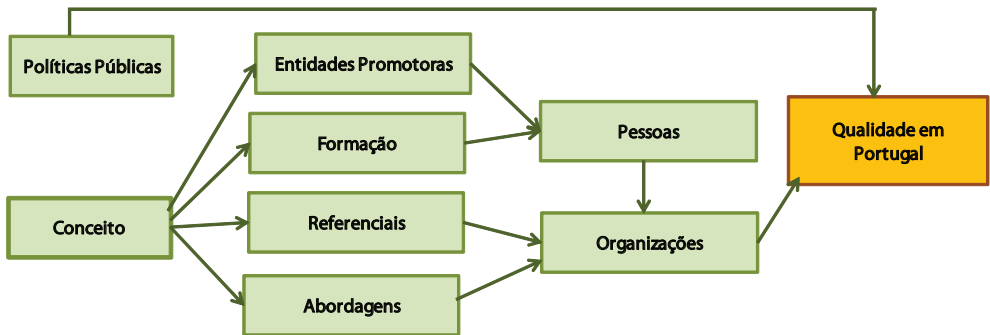 Políticas Públicas
Entidades Promotoras
Formação
Pessoas
Qualidade em
Portugal
Conceito
Referenciais
Organizações
Abordagens